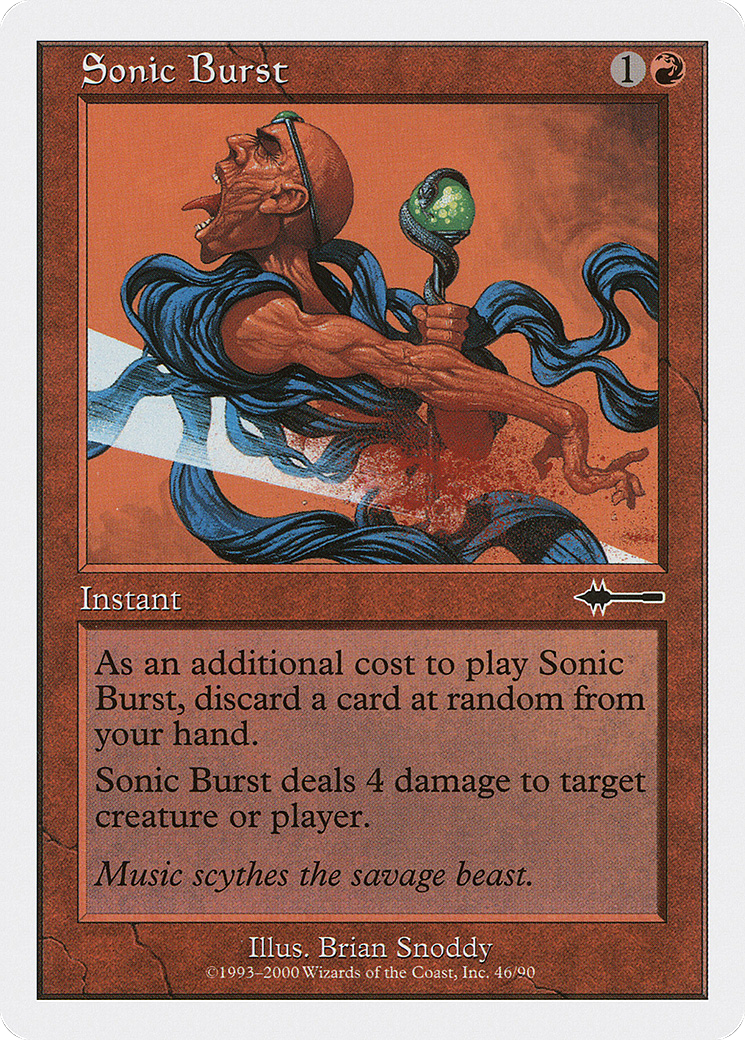 Sonic Burst
1
Instant
As an additional cost to play Sonic
Burst, discard a card at random from
your hand.
Sonic Burst deals 4 damage to target
creature or player.
Music scythes the savage beast.
Illus. Brian Snoddy
©1993–2000 Wizards of the Coast, Inc. 46/90